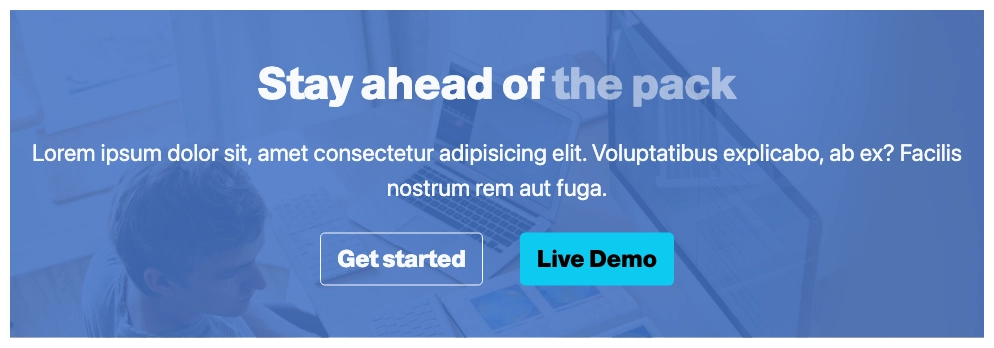 Stay ahead of the pack
Lorem ipsum dolor sit, amet consectetur adipisicing elit. Voluptatibus explicabo, ab ex? Facilis
nostrum rem aut fuga.
Get started Live Demo